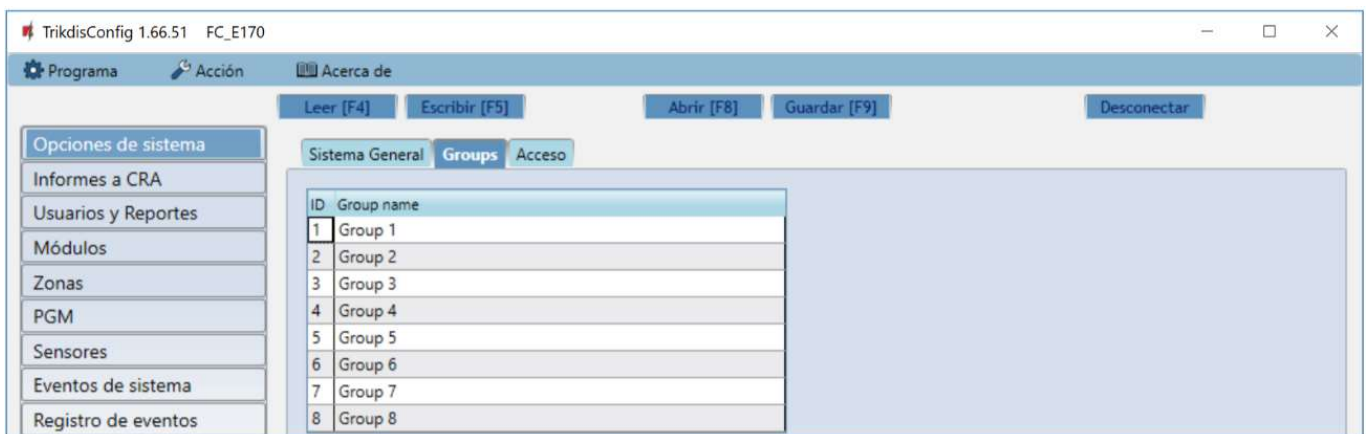 TrikdisConfig 1.66.51 FC_E170
Programa Acción Acerca de
Leer [F4] Escribir [F5] Abrir [F8] Guardar [F9] Desconectar
Opciones de sistema
Informes a CRA
Usuarios y Reportes
Módulos
Zonas
PGM
Sensores
Eventos de sistema
Registro de eventos
Sistema General Groups Acceso
ID Group name
1 Group 1
2 Group 2
3 Group 3
4 Group 4
5 Group 5
6 Group 6
7 Group 7
8 Group 8